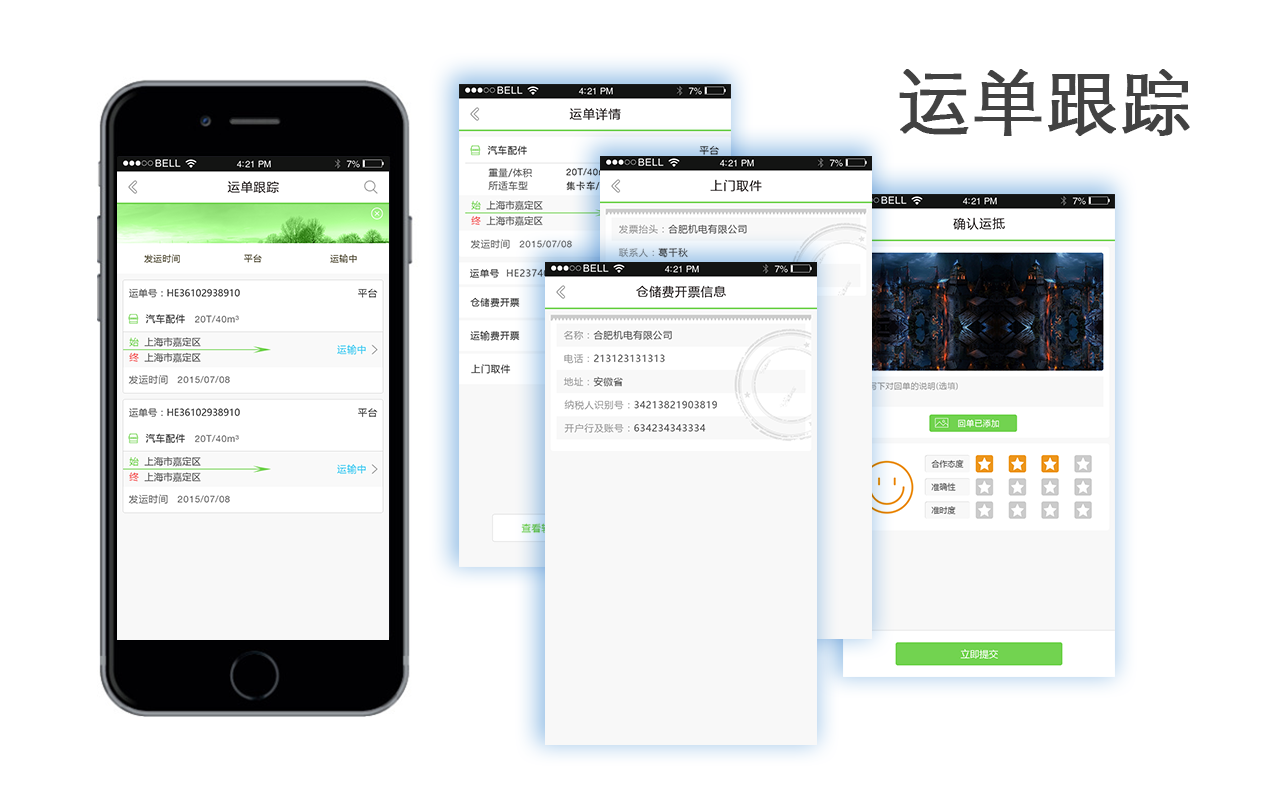 运单跟踪
BELL 4:21 PM 7%
运单跟踪
发运时间 平台 运输中
运单号：HE36102938910 平台
汽车配件 20T/40m³
始 上海市嘉定区
终 上海市嘉定区
运输中
发运时间 2015/07/08
运单号：HE36102938910 平台
汽车配件 20T/40m³
始 上海市嘉定区
终 上海市嘉定区
运输中
发运时间 2015/07/08
BELL 4:21 PM 7%
运单详情
汽车配件 平台
重量/体积 20T/40
所造车型 集卡车/
始 上海市嘉定区
终 上海市嘉定区
发运时间 2015/07/08
运单号 HE2374
仓储费开票
运输费开票
上门取件
查看
BELL 4:21 PM 7%
上门取件
发票抬头：合肥机电有限公司
联系人：葛千秋
BELL 4:21 PM 7%
仓储费开票信息
名称：合肥机电有限公司
电话：213123131313
地址：安徽省
纳税人识别号：34213821903819
开户行及账号：634234343334
BELL 4:21 PM 7%
确认运抵
下对回单的说明(选填)
回单已添加
合作态度
准确性
准时度
立即提交